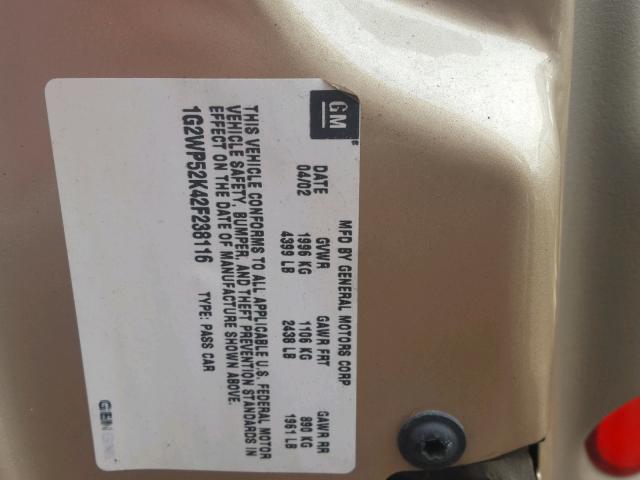 GM
MFD BY GENERAL MOTORS CORP
DATE GVWR GAWR FRT GAWR RR
04/02 1996 KG 1106 KG 890 KG
4399 LB 2438 LB 1961 LB
THIS VEHICLE CONFORMS TO ALL APPLICABLE U.S. FEDERAL MOTOR
VEHICLE SAFETY, BUMPER, AND THEFT PREVENTION STANDARDS IN
EFFECT ON THE DATE OF MANUFACTURE SHOWN ABOVE.
1G2WP52K42F238116 TYPE: PASS CAR